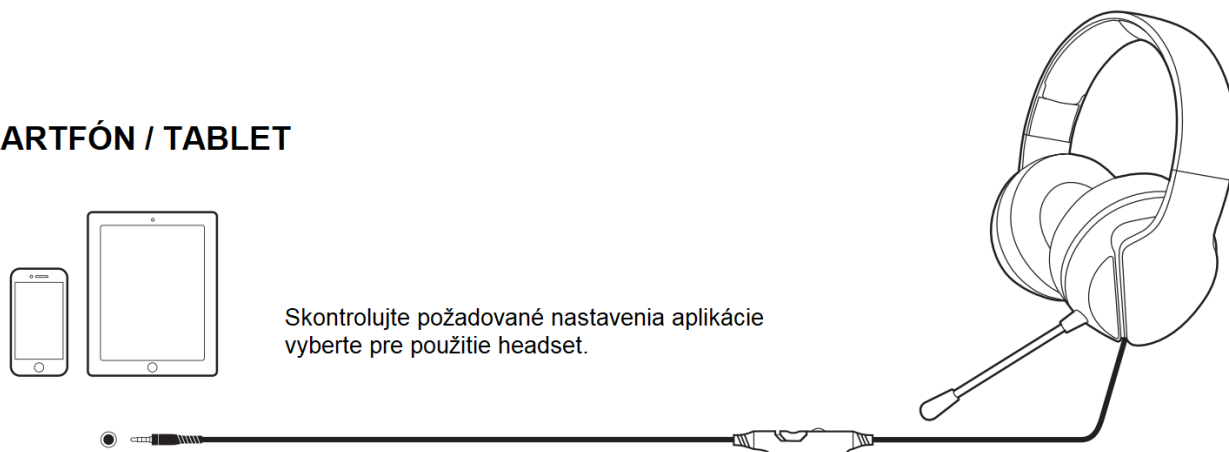 ARTFÓN / TABLET
Skontrolujte požadované nastavenia aplikácie
vyberte pre použitie headset.